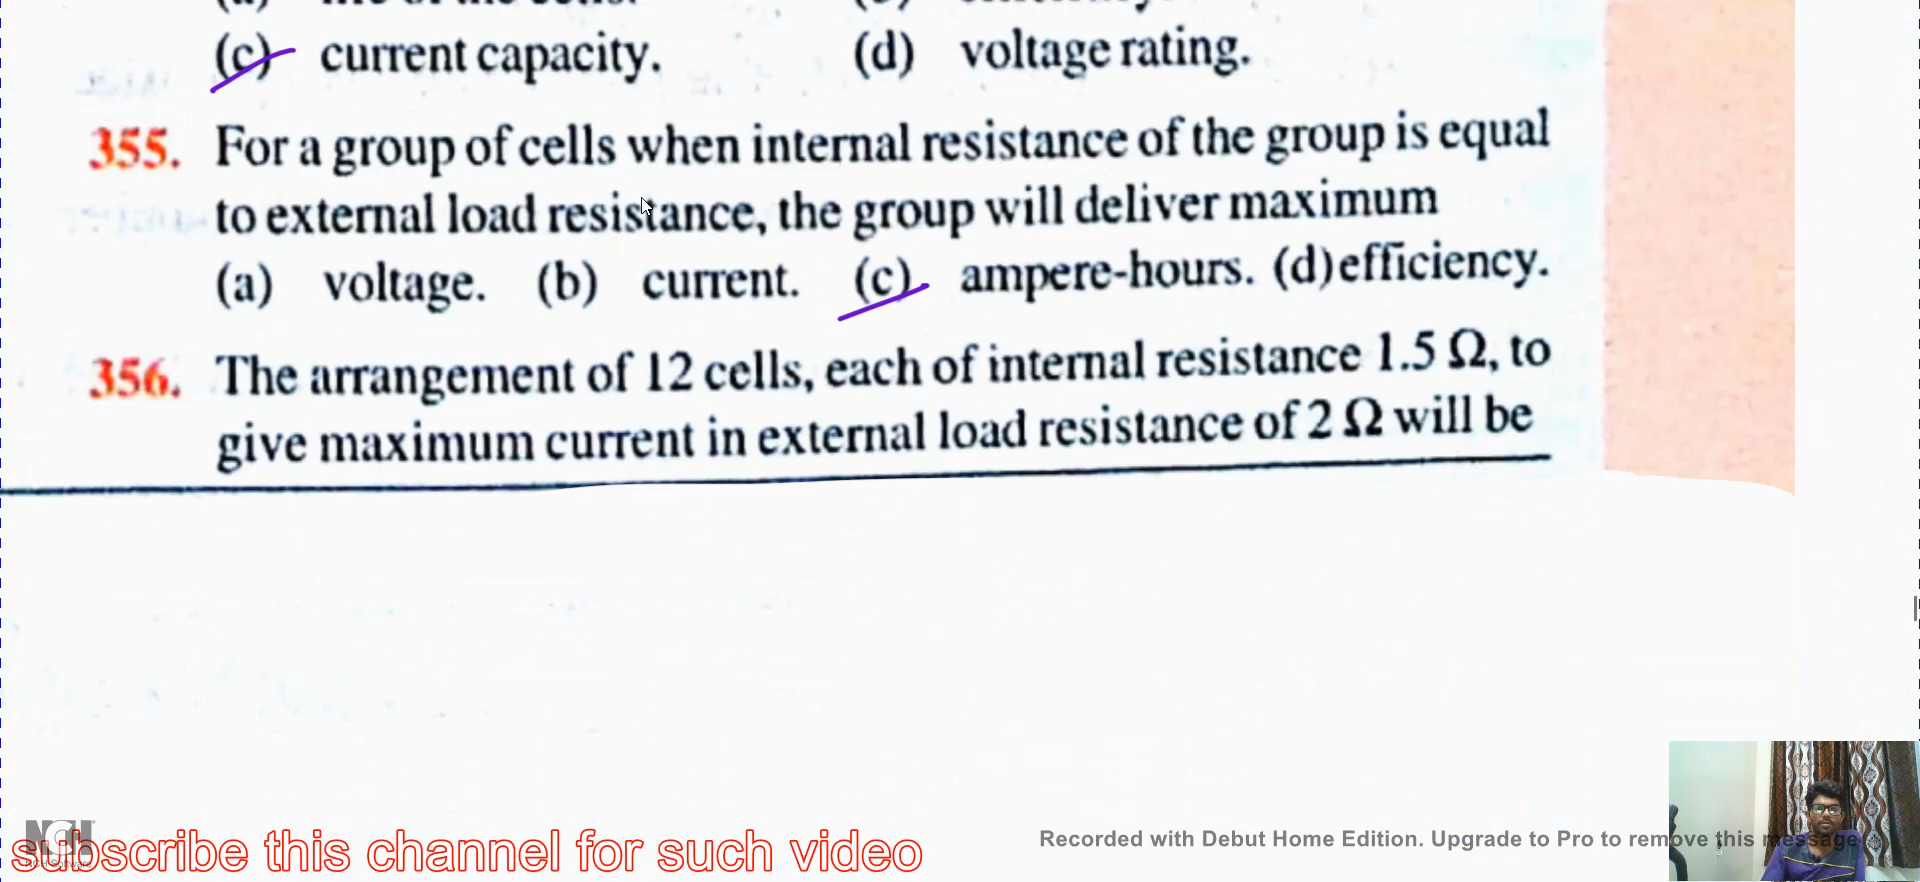 (c) current capacity. (d) voltage rating.
355. For a group of cells when internal resistance of the group is equal
to external load resistance, the group will deliver maximum
(a) voltage. (b) current. (c) ampere-hours. (d) efficiency.
356. The arrangement of 12 cells, each of internal resistance 1.5 Ω, to
give maximum current in external load resistance of 2 Ω will be
NCH
NCH Software
subscribe this channel for such video
Recorded with Debut Home Edition. Upgrade to Pro to remove this message